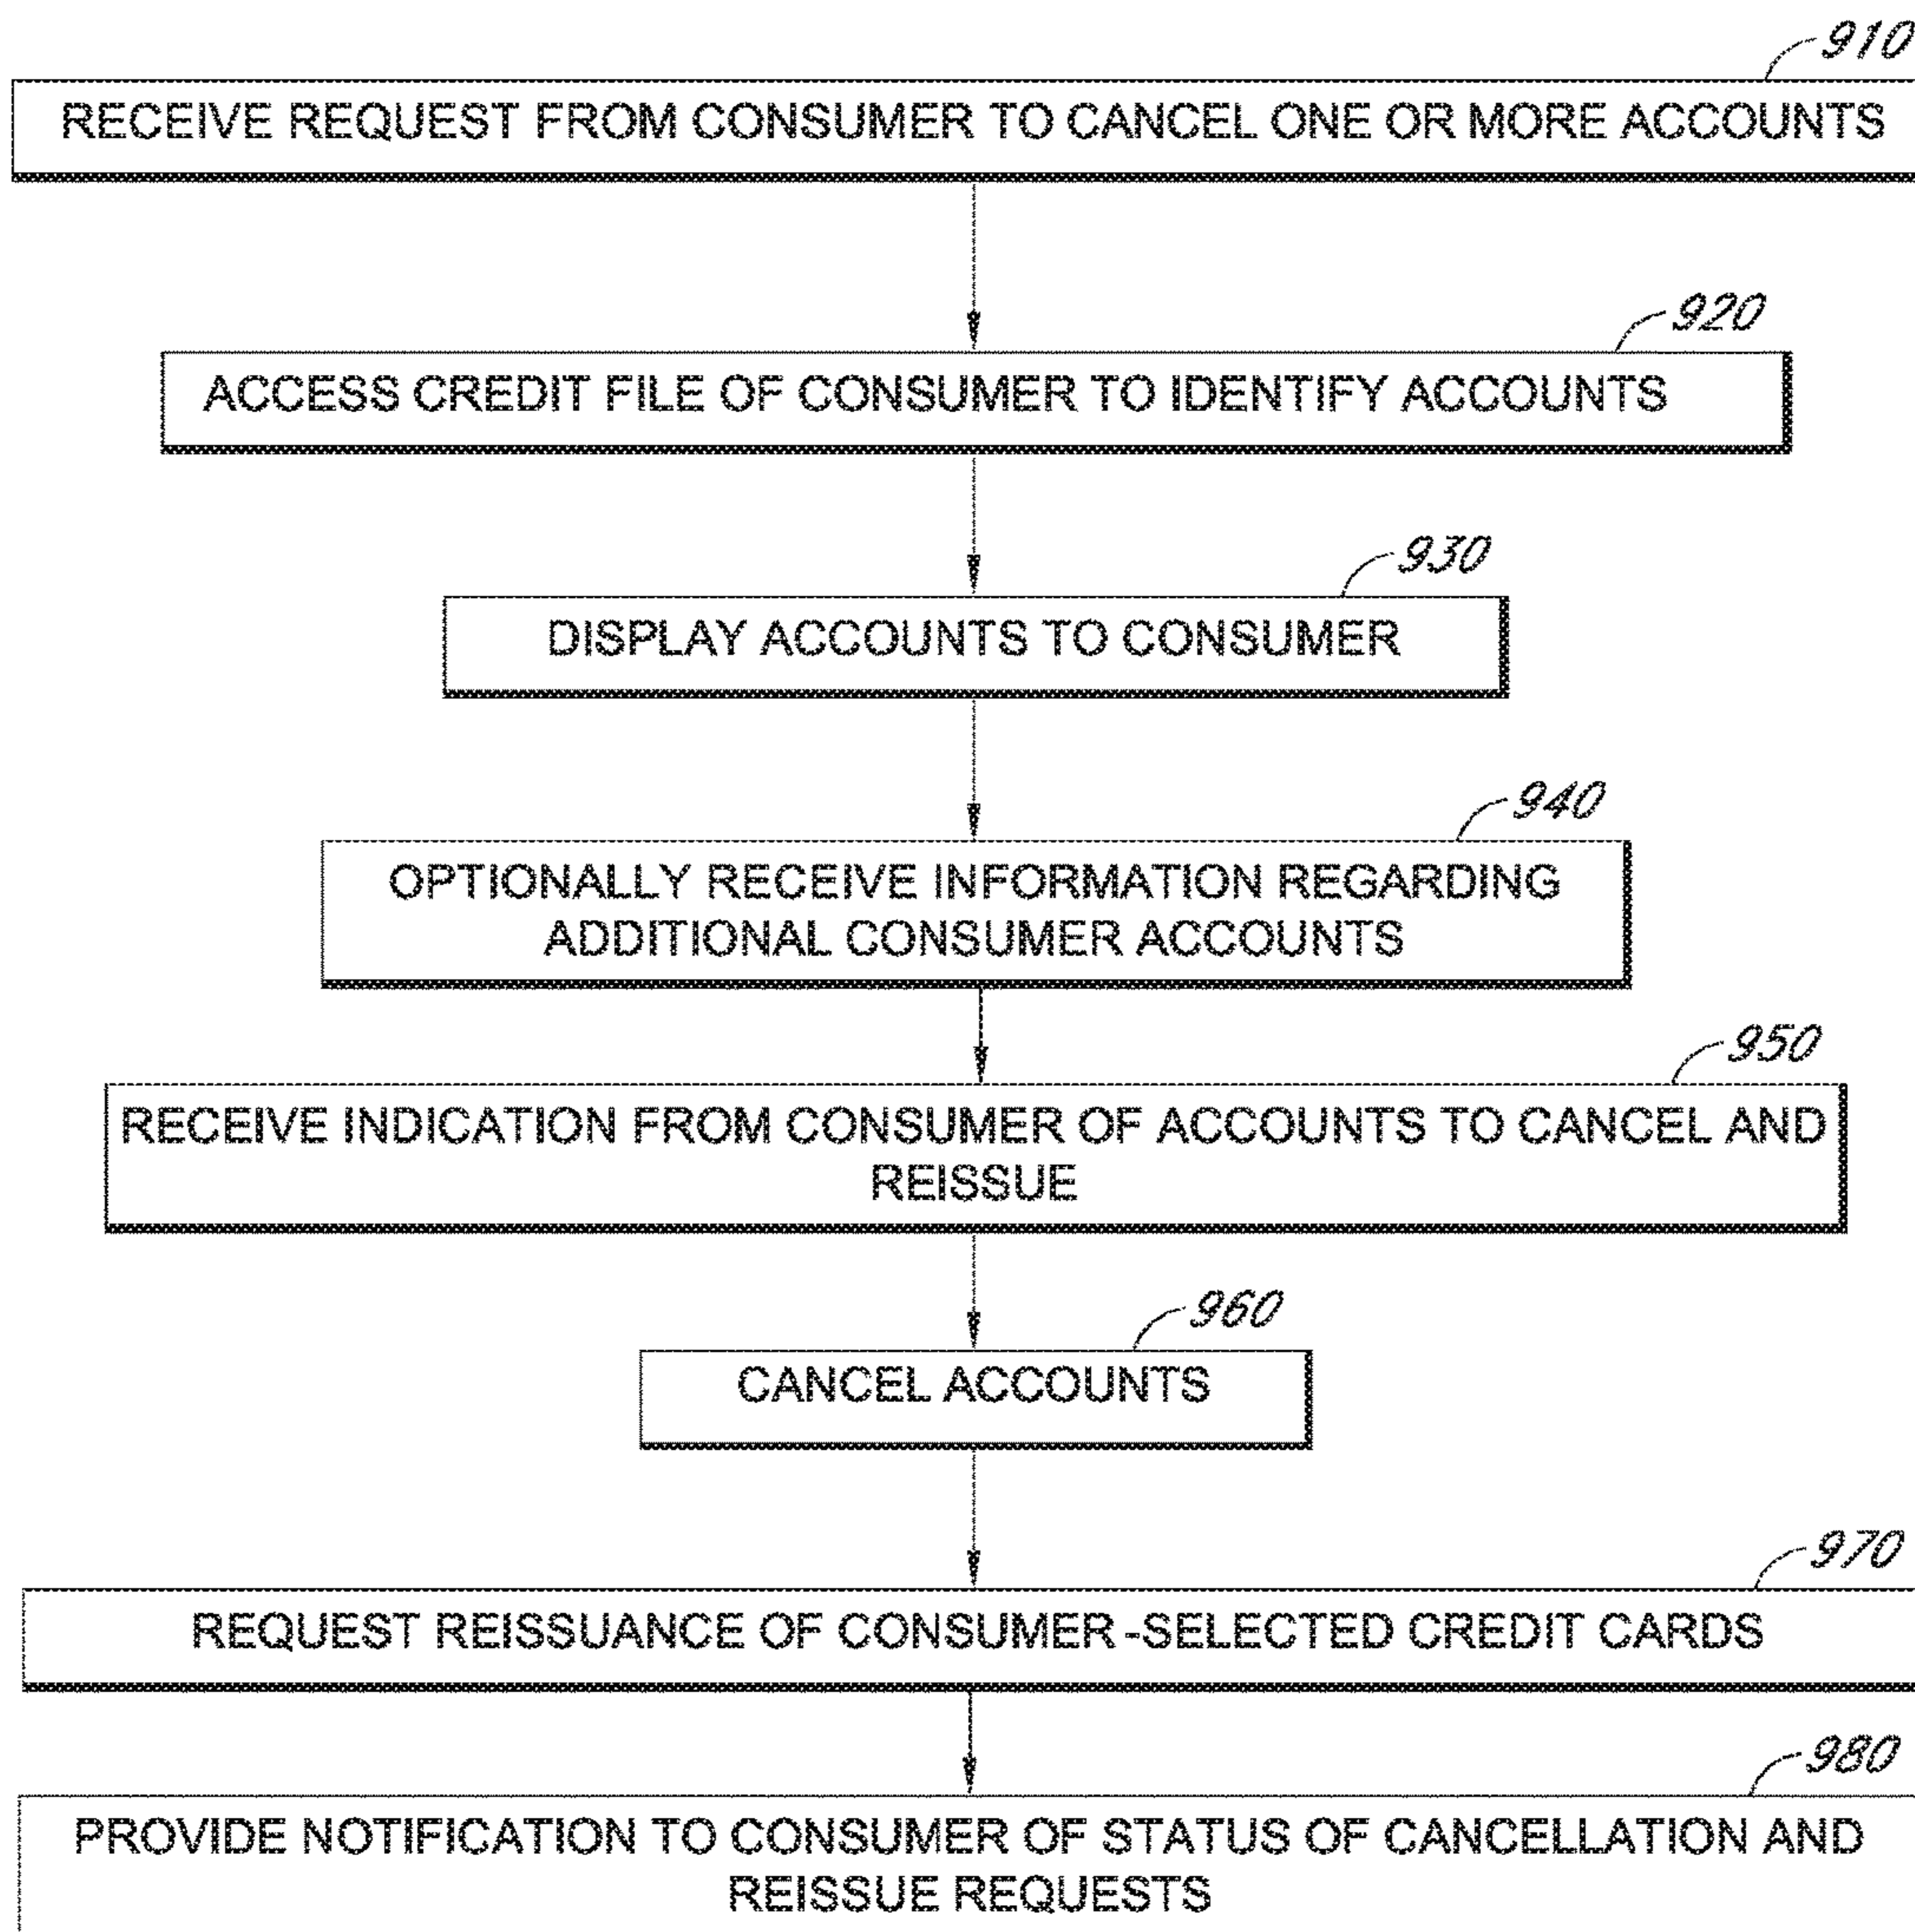 910
RECEIVE REQUEST FROM CONSUMER TO CANCEL ONE OR MORE ACCOUNTS
920
ACCESS CREDIT FILE OF CONSUMER TO IDENTIFY ACCOUNTS
930
DISPLAY ACCOUNTS TO CONSUMER
940
OPTIONALLY RECEIVE INFORMATION REGARDING
ADDITIONAL CONSUMER ACCOUNTS
950
RECEIVE INDICATION FROM CONSUMER OF ACCOUNTS TO CANCEL AND
REISSUE
960
CANCEL ACCOUNTS
970
REQUEST REISSUANCE OF CONSUMER-SELECTED CREDIT CARDS
980
PROVIDE NOTIFICATION TO CONSUMER OF STATUS OF CANCELLATION AND
REISSUE REQUESTS